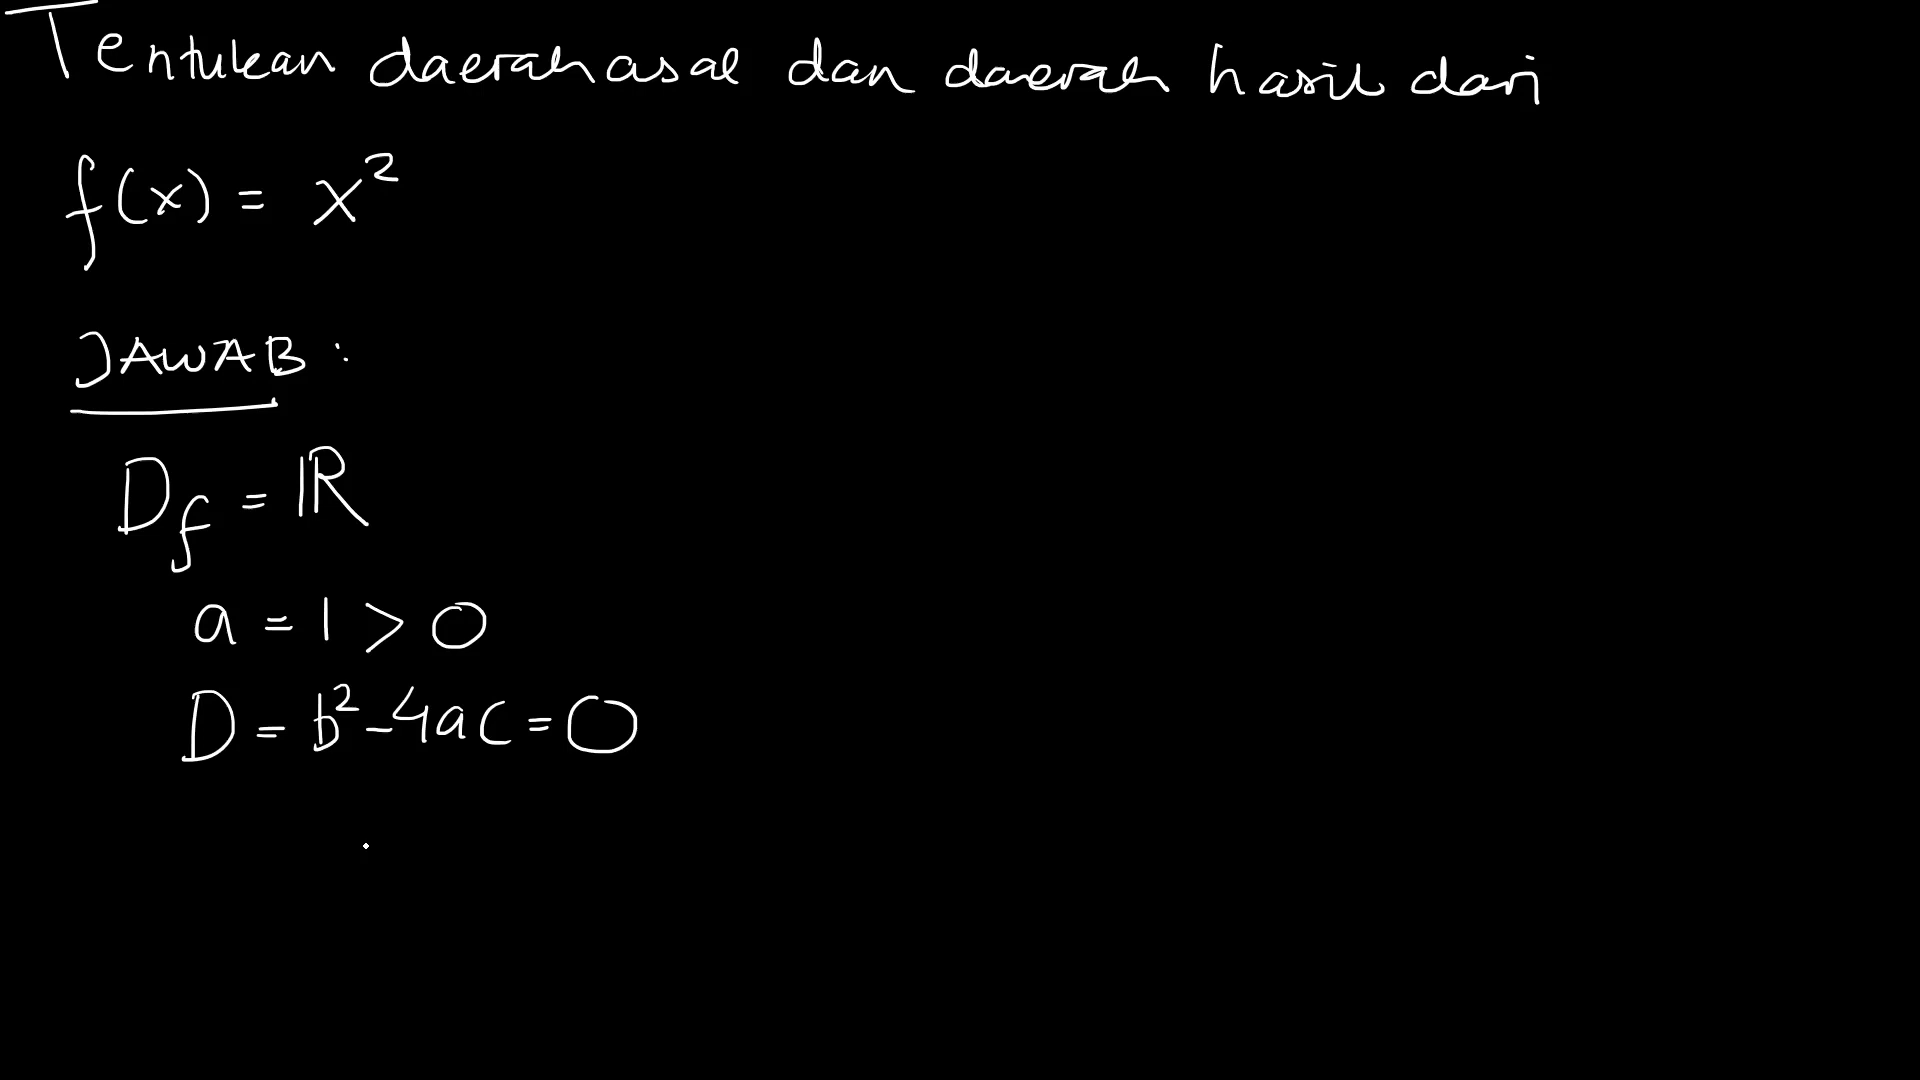 Tentukan daerah asal dan daerah hasil dari
f(x) = x²
JAWAB :
D_f = ℝ
a = 1 > 0
D = b² - 4ac = 0